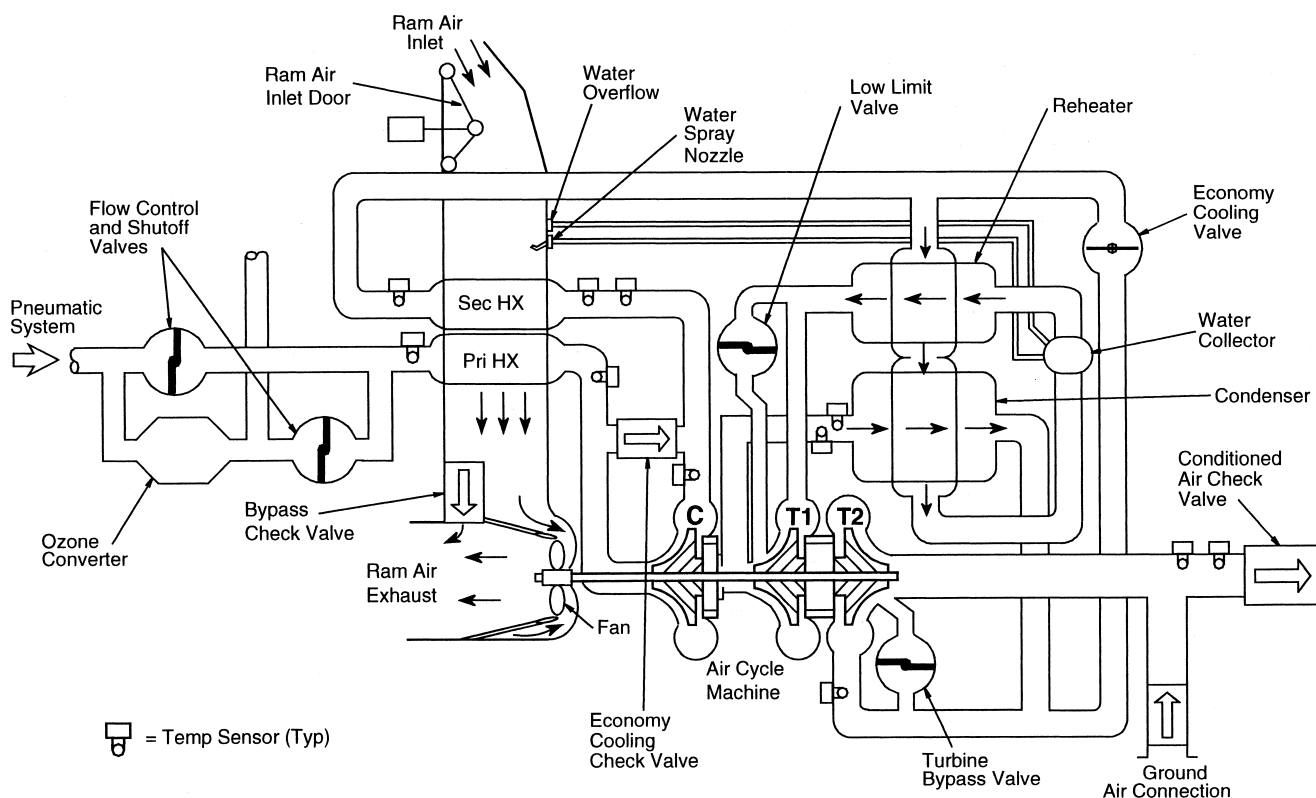 Ram Air
Inlet
Ram Air
Inlet Door
Water
Overflow
Water
Spray
Nozzle
Low Limit
Valve
Reheater
Economy
Cooling
Valve
Flow Control
and Shutoff
Valves
Pneumatic
System
Sec HX
Pri HX
Water
Collector
Condenser
Conditioned
Air Check
Valve
Ozone
Converter
Bypass
Check Valve
Ram Air
Exhaust
Fan
C
T1
T2
Air Cycle
Machine
Economy
Cooling
Check Valve
Turbine
Bypass Valve
Ground
Air Connection
= Temp Sensor (Typ)